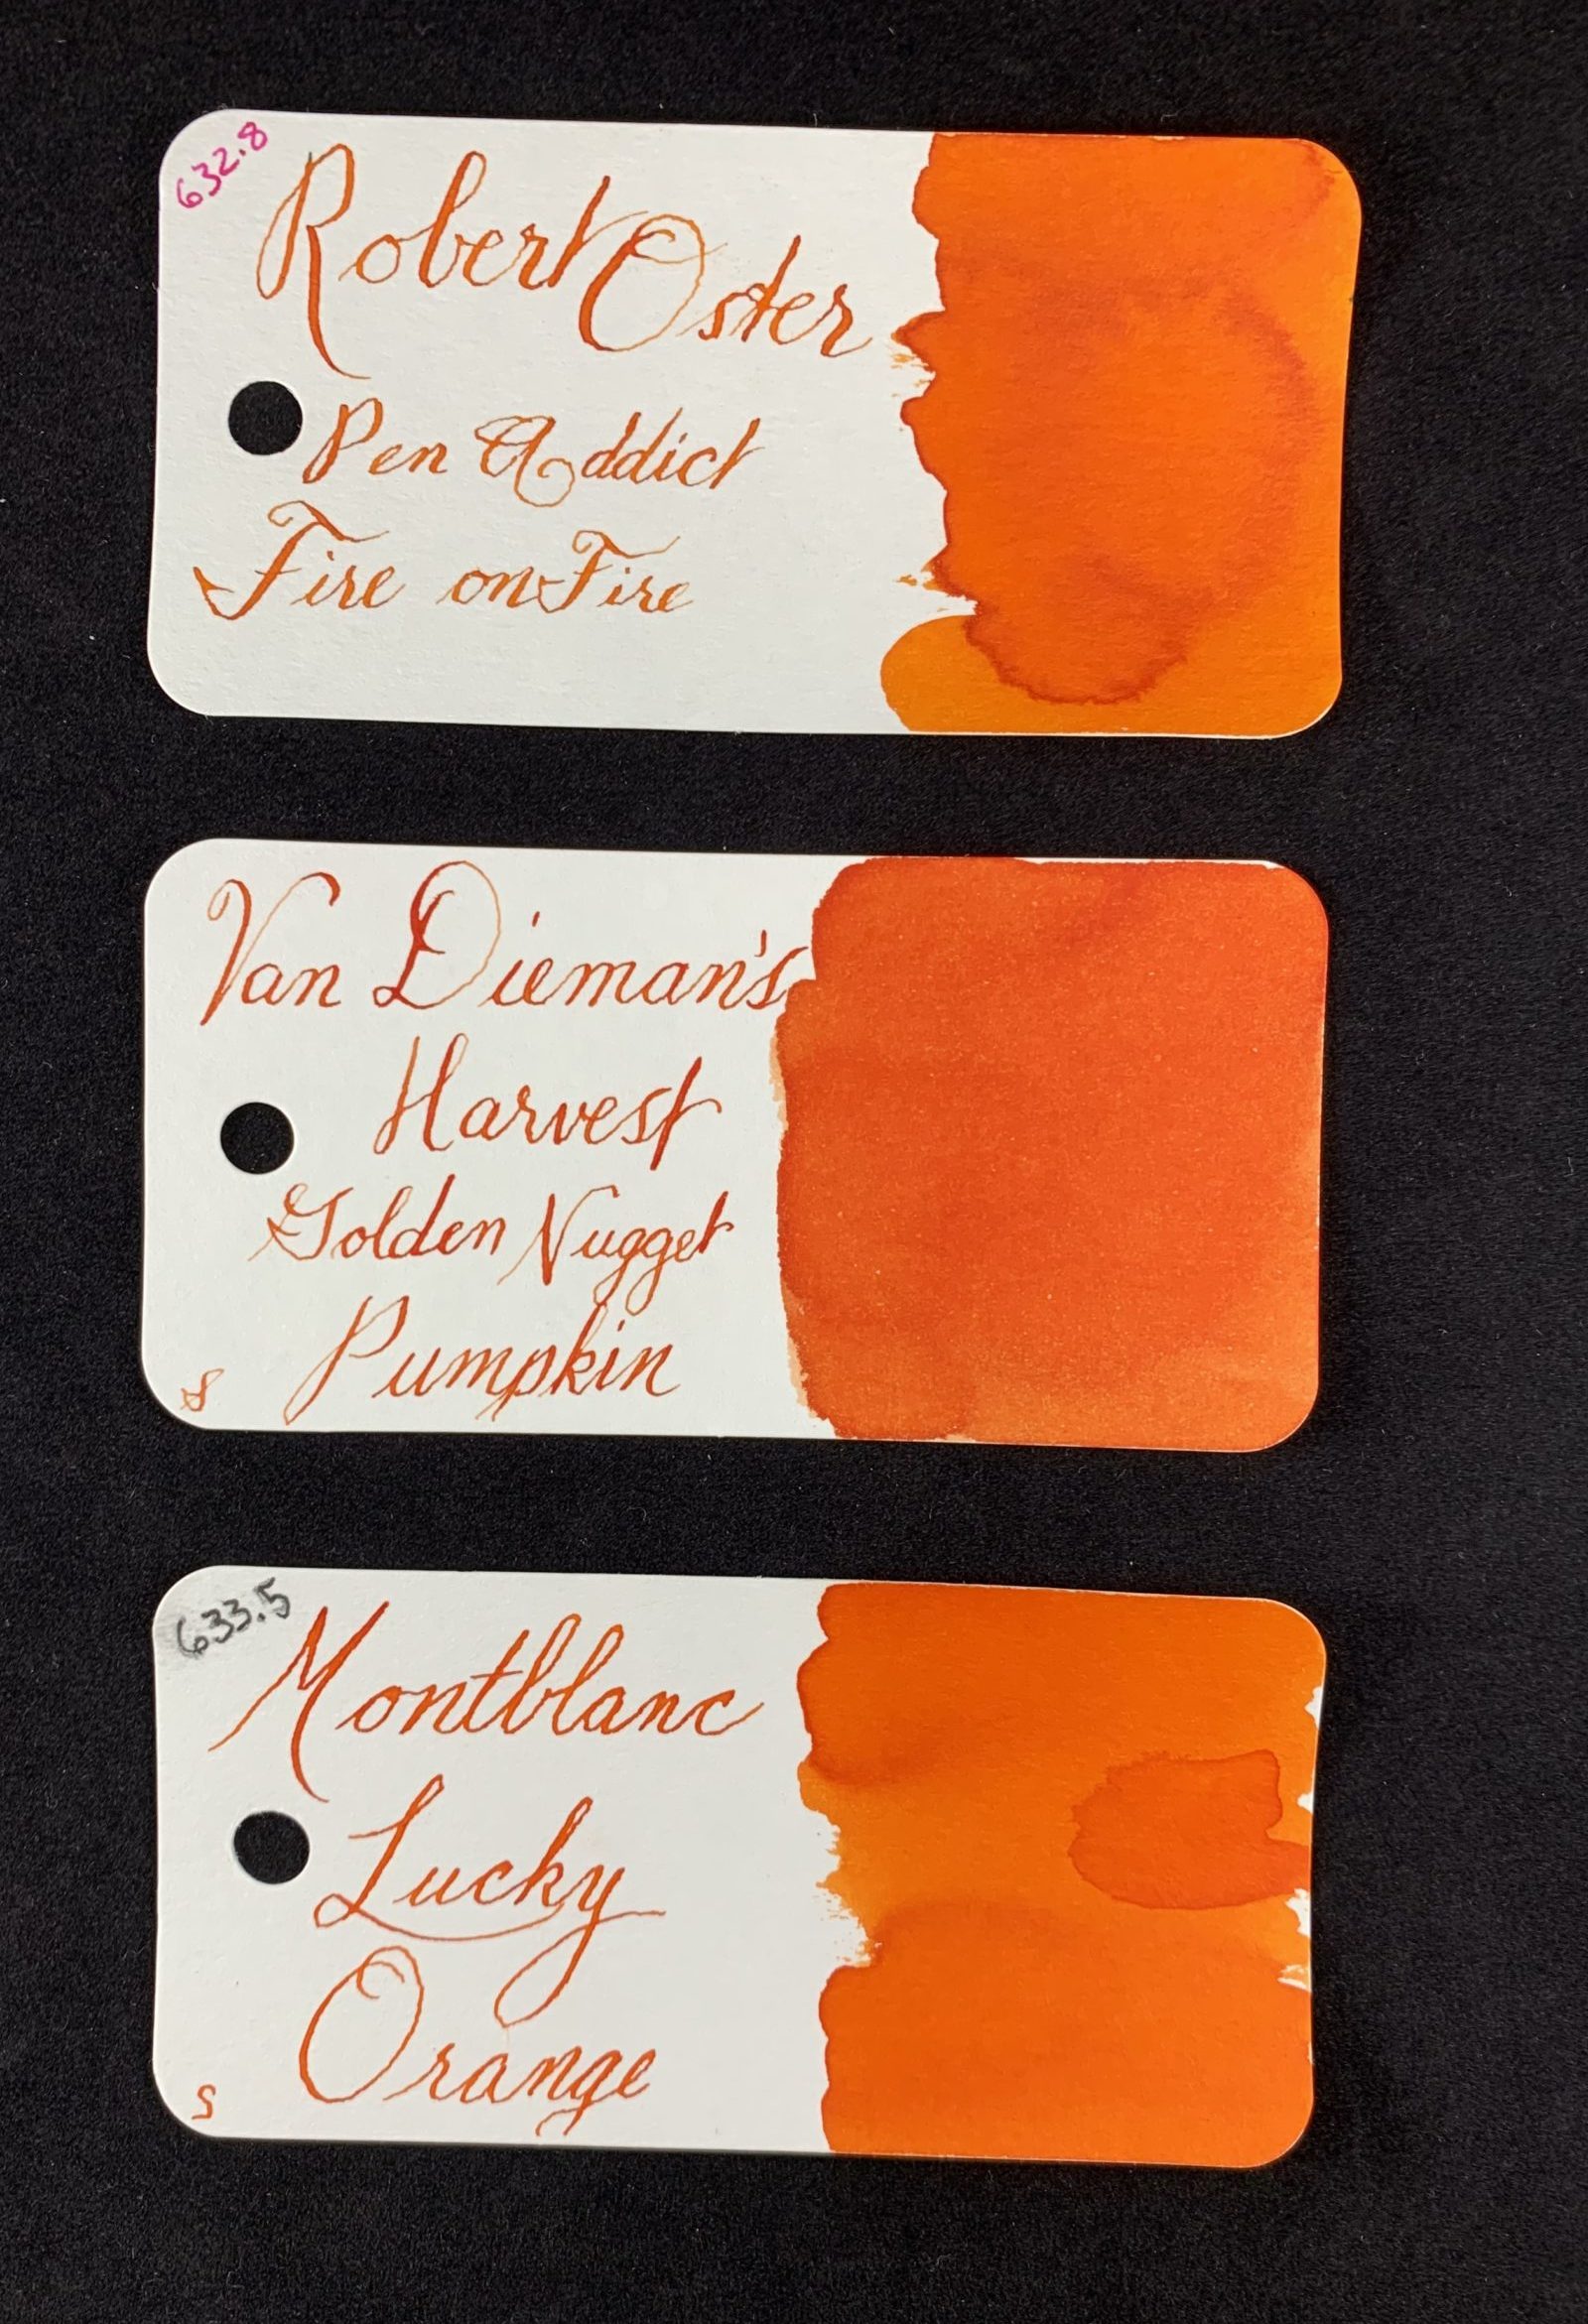 632.8
Robert Oster
Pen Addict
Fire on Fire
Van Dieman's
Harvest
Golden Nugget
Pumpkin
S
633.5
Montblanc
Lucky
Orange
S